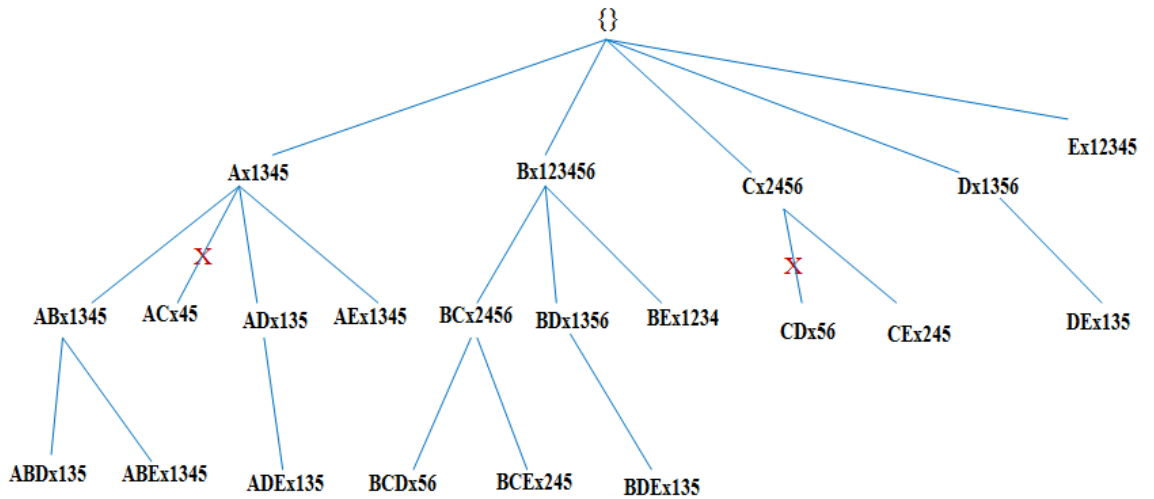 {}
Ex12345
Ax1345
Bx123456
Cx2456
Dx1356
X
X
ABx1345
ACx45
ADx135
AEx1345
BCx2456
BDx1356
BEx1234
CDx56
CEx245
DEx135
ABDx135
ABEx1345
ADEx135
BCDx56
BCEx245
BDEx135